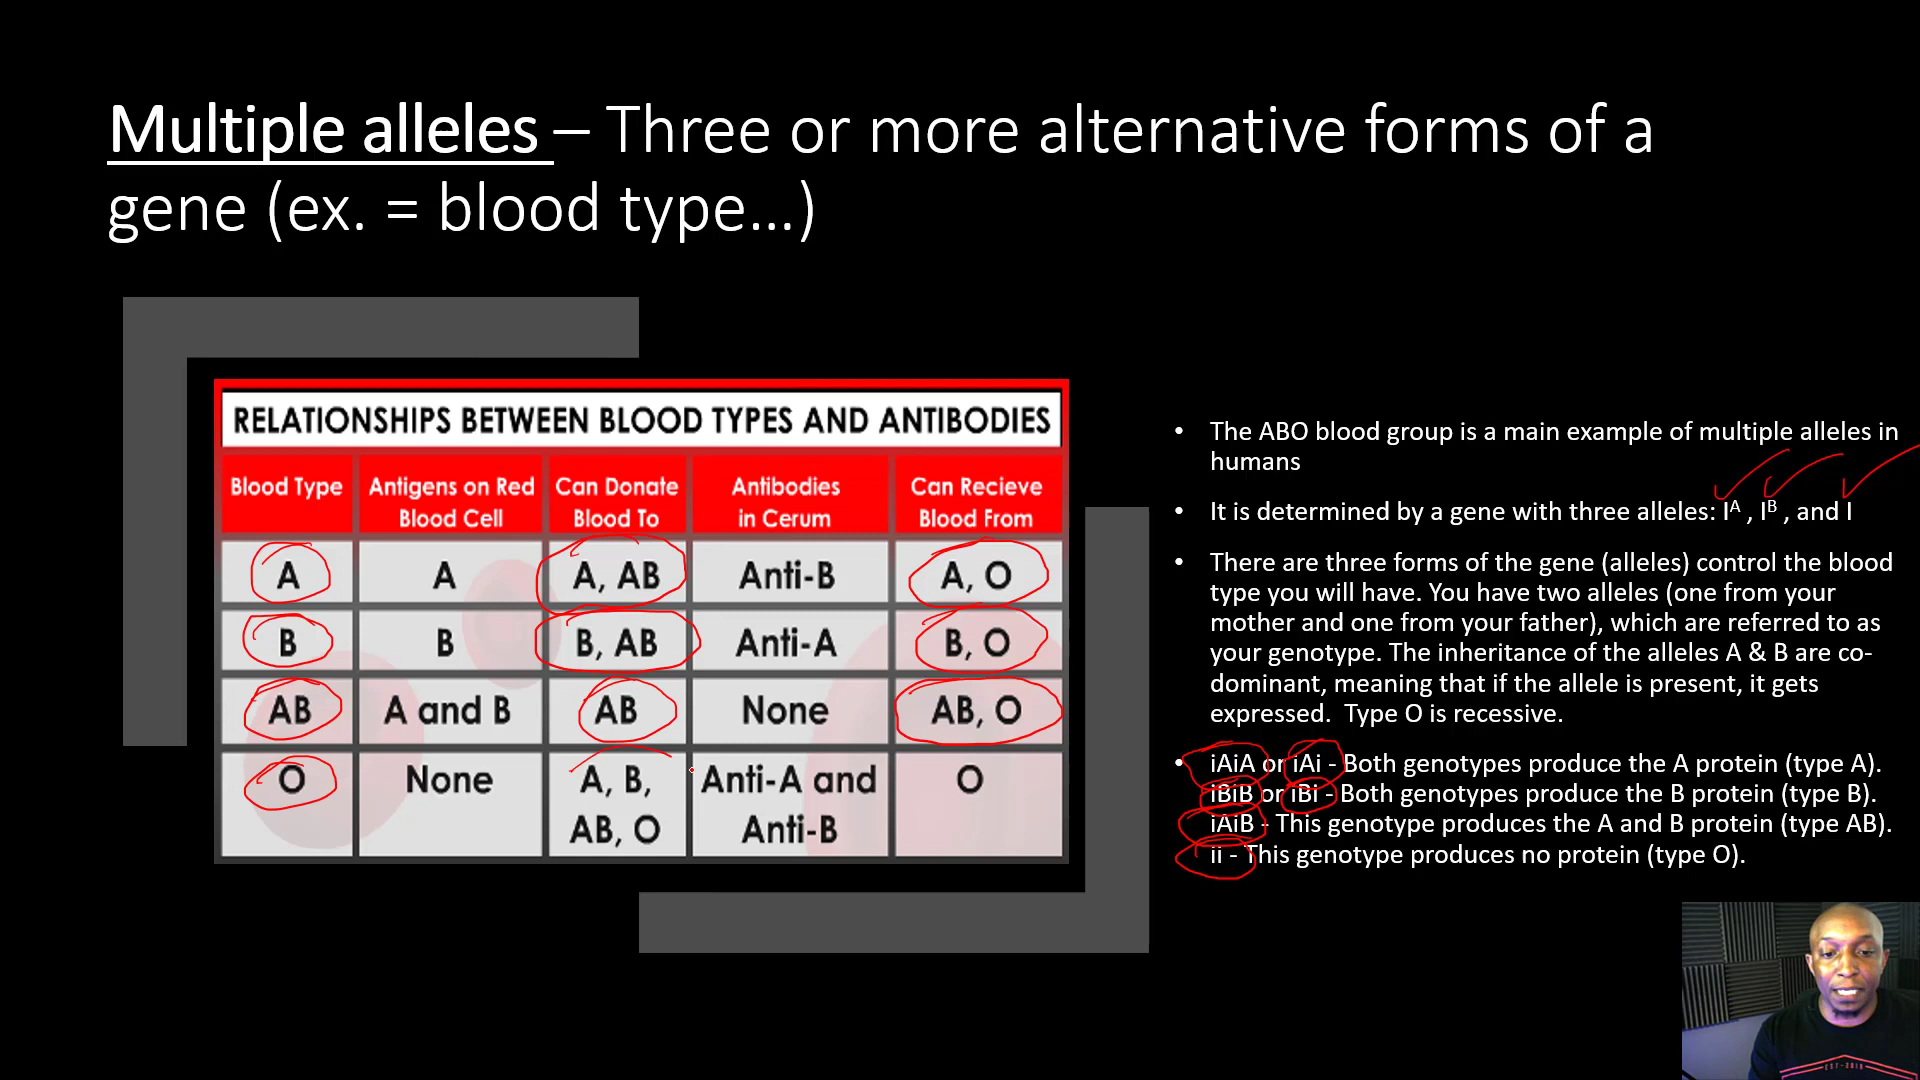 Multiple alleles – Three or more alternative forms of a
gene (ex. = blood type...)
RELATIONSHIPS BETWEEN BLOOD TYPES AND ANTIBODIES
Blood Type Antigens on Red Blood Cell Can Donate Blood To Antibodies in Cerum Can Recieve Blood From
A A A, AB Anti-B A, O
B B B, AB Anti-A B, O
AB A and B AB None AB, O
O None A, B, AB, O Anti-A and Anti-B O
• The ABO blood group is a main example of multiple alleles in
humans
• It is determined by a gene with three alleles: Iᴬ , Iᴮ , and I
• There are three forms of the gene (alleles) control the blood
type you will have. You have two alleles (one from your
mother and one from your father), which are referred to as
your genotype. The inheritance of the alleles A & B are co-
dominant, meaning that if the allele is present, it gets
expressed. Type O is recessive.
• iAiA or iAi - Both genotypes produce the A protein (type A).
iBiB or iBi - Both genotypes produce the B protein (type B).
iAiB - This genotype produces the A and B protein (type AB).
ii - This genotype produces no protein (type O).
EST-2018